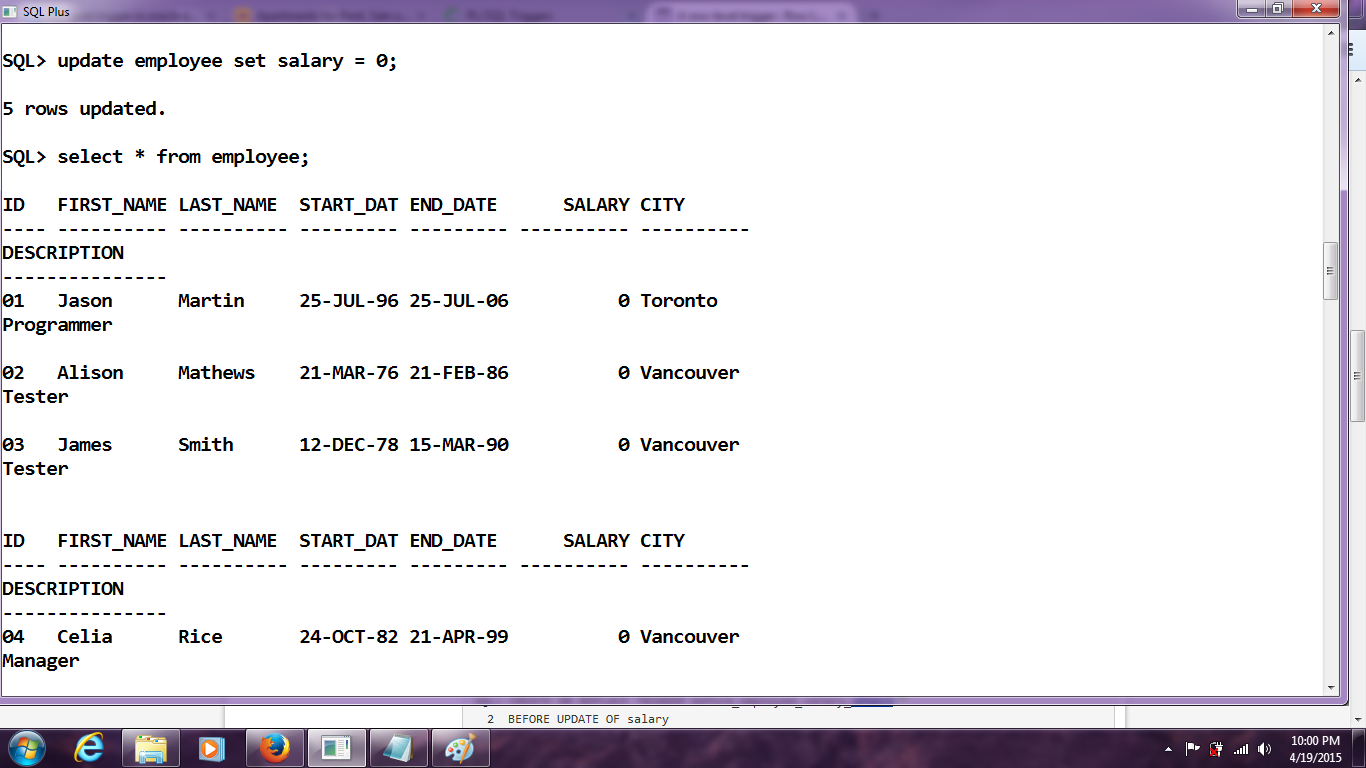 SQL Plus
SQL> update employee set salary = 0;
5 rows updated.
SQL> select * from employee;
ID   FIRST_NAME LAST_NAME  START_DAT END_DATE      SALARY CITY
---- ---------- ---------- --------- --------- ---------- ----------
DESCRIPTION
---------------
01   Jason      Martin     25-JUL-96 25-JUL-06          0 Toronto
Programmer
02   Alison     Mathews    21-MAR-76 21-FEB-86          0 Vancouver
Tester
03   James      Smith      12-DEC-78 15-MAR-90          0 Vancouver
Tester
ID   FIRST_NAME LAST_NAME  START_DAT END_DATE      SALARY CITY
---- ---------- ---------- --------- --------- ---------- ----------
DESCRIPTION
---------------
04   Celia      Rice       24-OCT-82 21-APR-99          0 Vancouver
Manager
2  BEFORE UPDATE OF salary
10:00 PM
4/19/2015